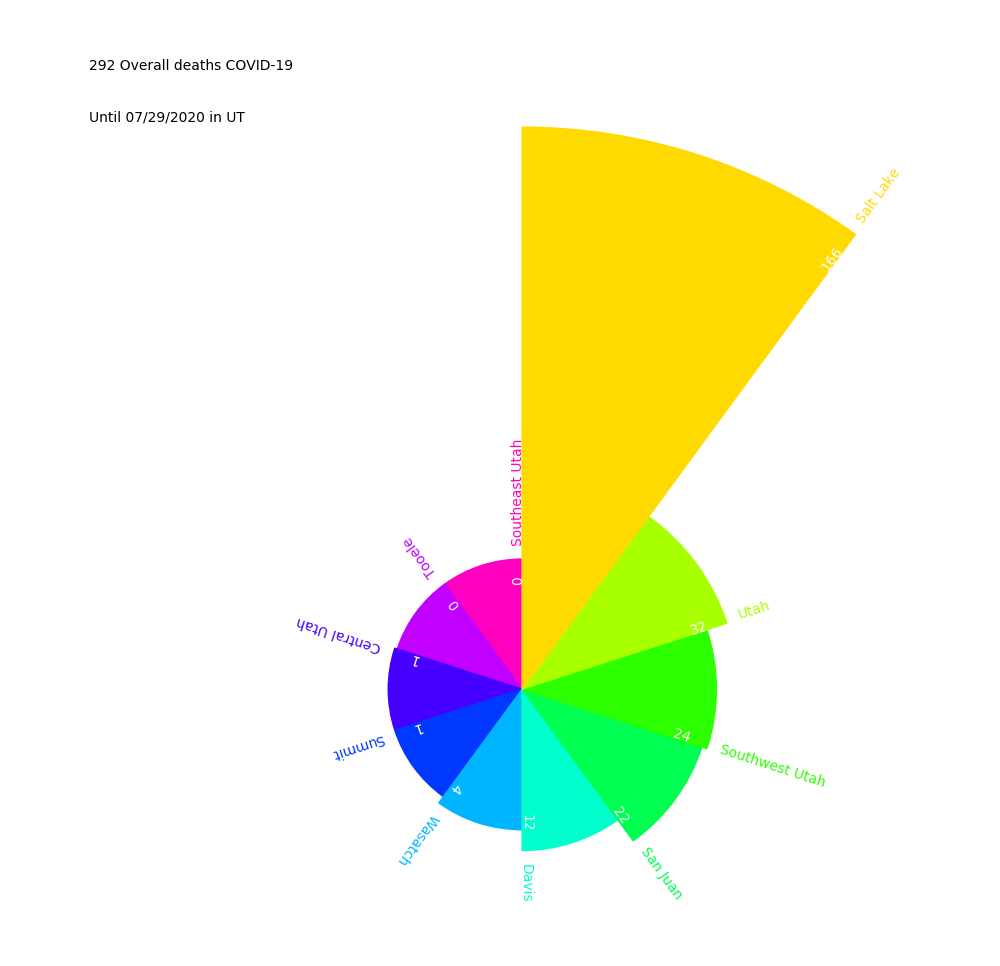 292 Overall deaths COVID-19
Until 07/29/2020 in UT
Salt Lake
166
Utah
32
Southwest Utah
24
San Juan
22
Davis
12
Wasatch
4
Summit
1
Central Utah
1
Tooele
0
Southeast Utah
0